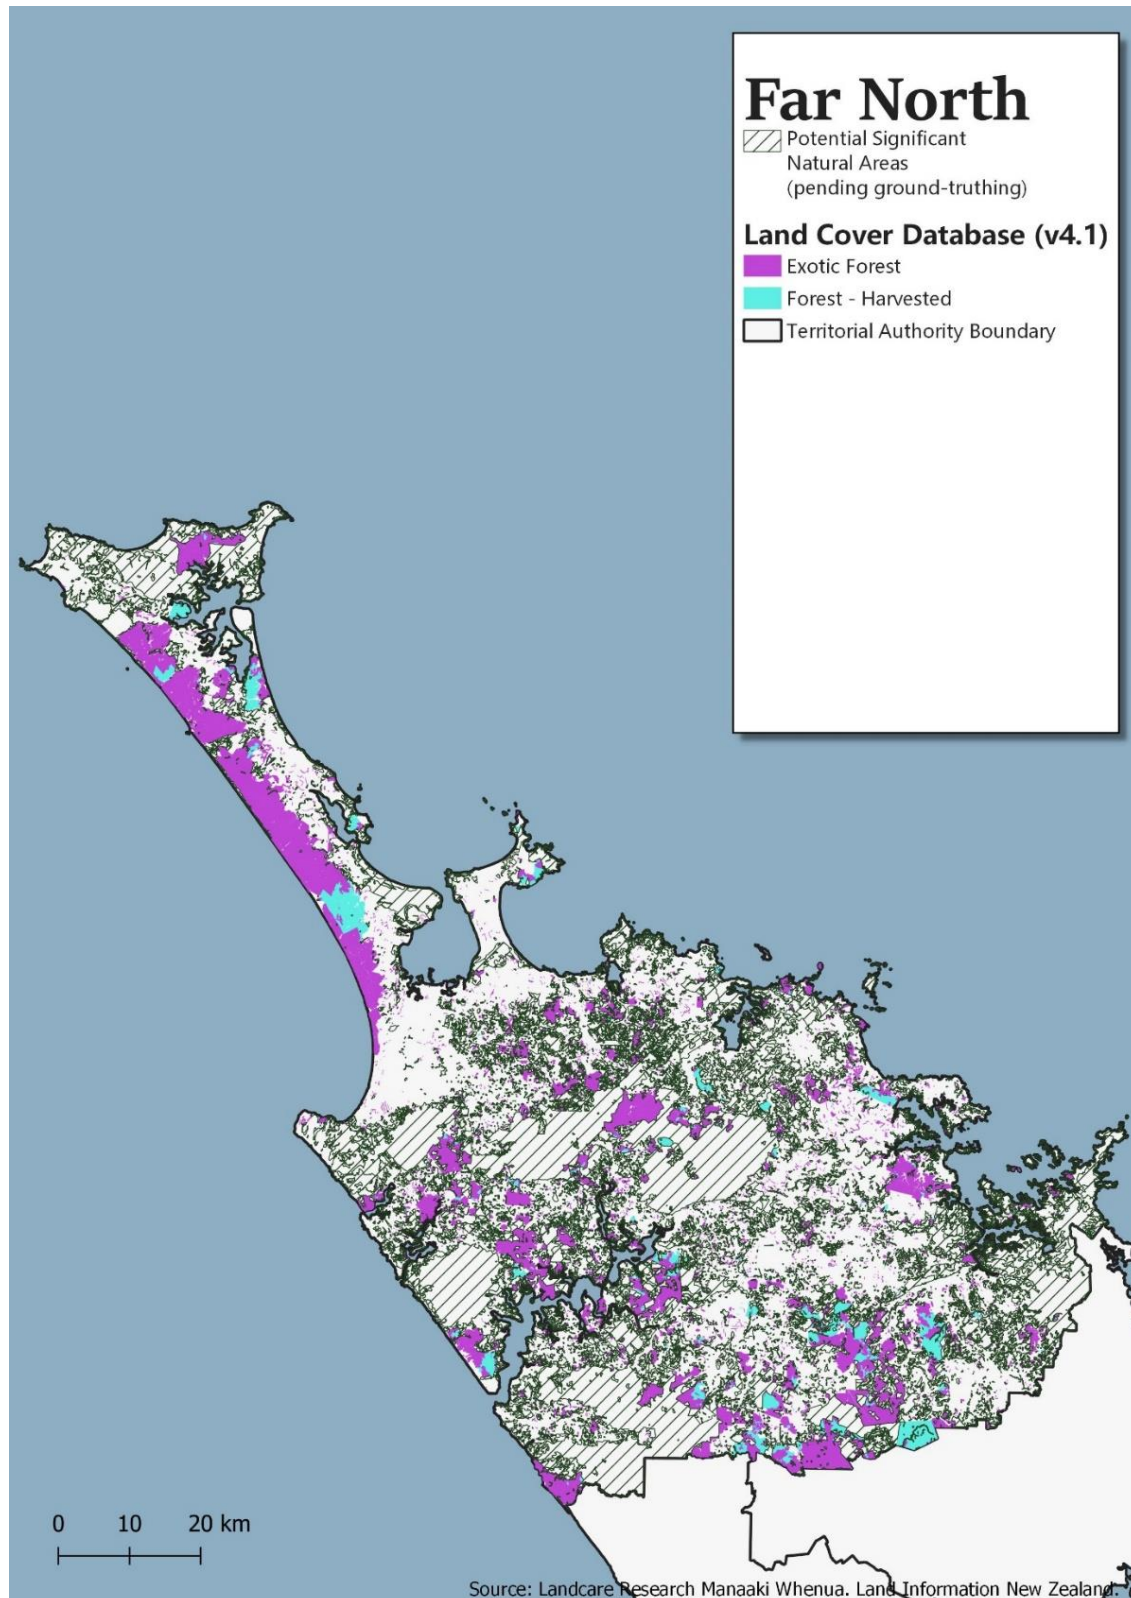 Far North
Potential Significant
Natural Areas
(pending ground-truthing)
Land Cover Database (v4.1)
Exotic Forest
Forest - Harvested
Territorial Authority Boundary
0 10 20 km
Source: Landcare Research Manaaki Whenua. Land Information New Zealand.